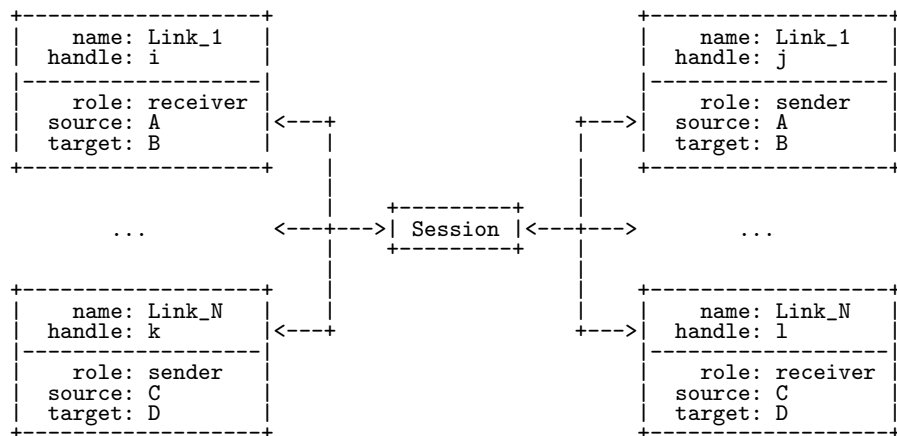 name: Link_1 name: Link_1
handle: i handle: j
role: receiver role: sender
source: A source: A
target: B target: B
... Session ...
name: Link_N name: Link_N
handle: k handle: l
role: sender role: receiver
source: C source: C
target: D target: D